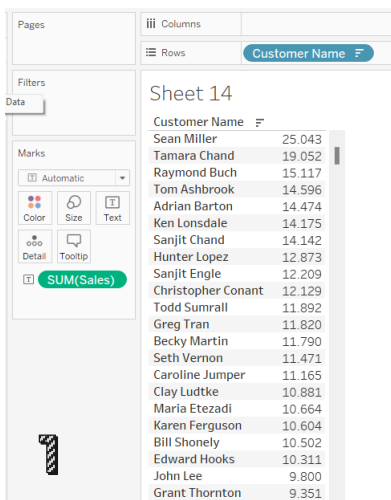 Pages
iii Columns
Rows
Customer Name
Filters
Data
Sheet 14
Customer Name
Marks
Automatic
Color
Size
Text
Detail
Tooltip
SUM(Sales)
Sean Miller 25.043
Tamara Chand 19.052
Raymond Buch 15.117
Tom Ashbrook 14.596
Adrian Barton 14.474
Ken Lonsdale 14.175
Sanjit Chand 14.142
Hunter Lopez 12.873
Sanjit Engle 12.209
Christopher Conant 12.129
Todd Sumrall 11.892
Greg Tran 11.820
Becky Martin 11.790
Seth Vernon 11.471
Caroline Jumper 11.165
Clay Ludtke 10.881
Maria Etezadi 10.664
Karen Ferguson 10.604
Bill Shonely 10.502
Edward Hooks 10.311
John Lee 9.800
Grant Thornton 9.351
1